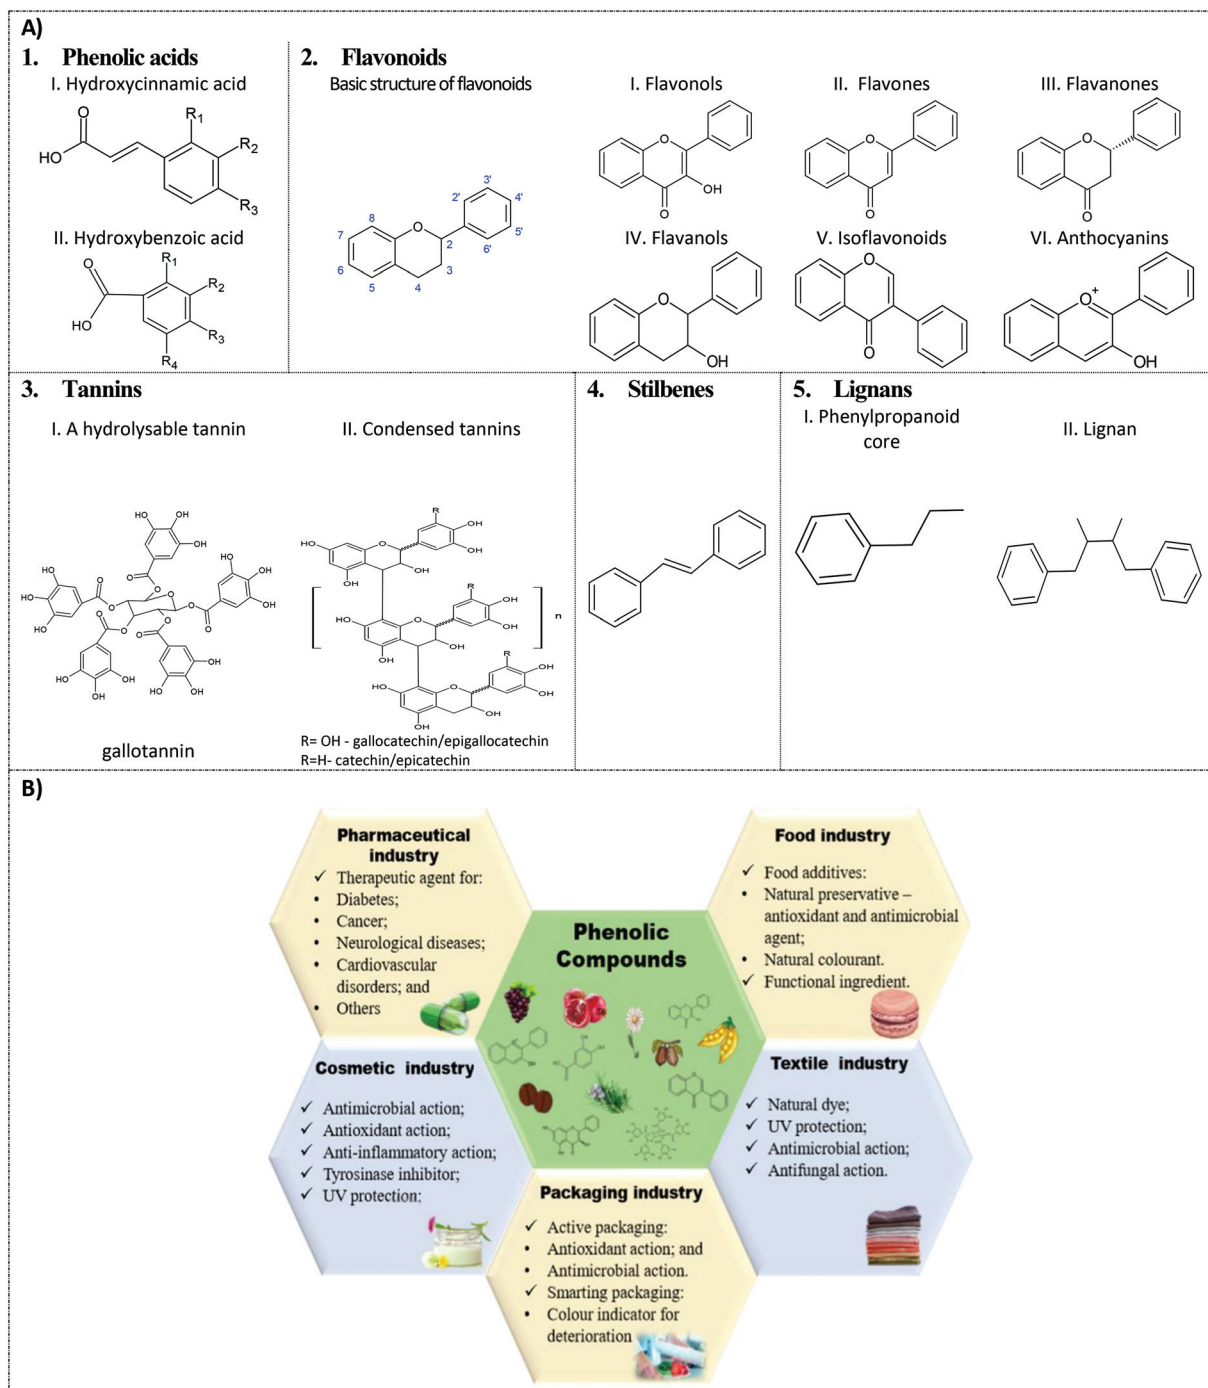 A)
1. Phenolic acids
I. Hydroxycinnamic acid
O
HO
R1
R2
R3
II. Hydroxybenzoic acid
O
HO
R1
R2
R3
R4
2. Flavonoids
Basic structure of flavonoids
8
7
6
5
O
2
3
4
2'
3'
4'
5'
6'
I. Flavonols
O
OH
O
II. Flavones
O
O
III. Flavanones
O
O
IV. Flavanols
O
OH
V. Isoflavonoids
O
O
VI. Anthocyanins
O+
OH
3. Tannins
I. A hydrolysable tannin
gallotannin
II. Condensed tannins
n
R= OH - gallocatechin/epigallocatechin
R=H- catechin/epicatechin
4. Stilbenes
5. Lignans
I. Phenylpropanoid
core
II. Lignan
B)
Pharmaceutical
industry
✓ Therapeutic agent for:
• Diabetes;
• Cancer;
• Neurological diseases;
• Cardiovascular
disorders; and
• Others
Phenolic
Compounds
Food industry
✓ Food additives:
• Natural preservative –
antioxidant and antimicrobial
agent;
• Natural colourant.
✓ Functional ingredient.
Cosmetic industry
✓ Antimicrobial action;
✓ Antioxidant action;
✓ Anti-inflammatory action;
✓ Tyrosinase inhibitor;
✓ UV protection:
Textile industry
✓ Natural dye;
✓ UV protection;
✓ Antimicrobial action;
✓ Antifungal action.
Packaging industry
✓ Active packaging:
• Antioxidant action; and
• Antimicrobial action.
✓ Smarting packaging:
• Colour indicator for
deterioration